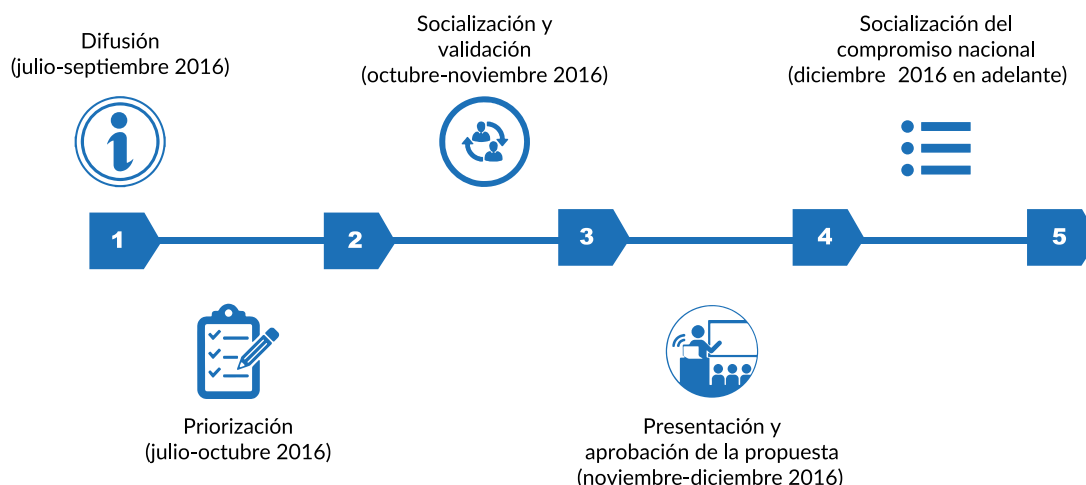 Difusión
(julio-septiembre 2016)
Socialización y
validación
(octubre-noviembre 2016)
Socialización del
compromiso nacional
(diciembre 2016 en adelante)
1
2
3
4
5
Priorización
(julio-octubre 2016)
Presentación y
aprobación de la propuesta
(noviembre-diciembre 2016)